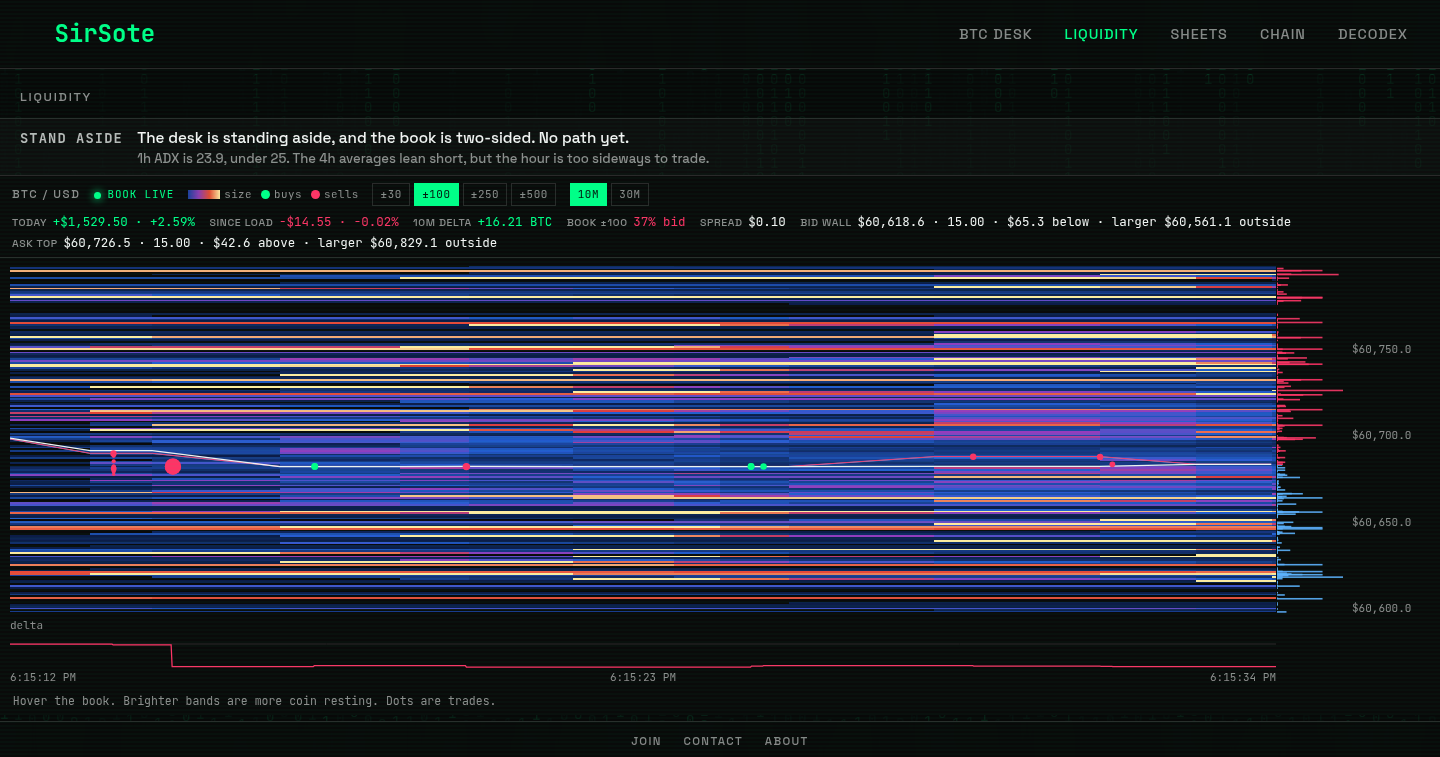 SirSote
BTC DESK LIQUIDITY SHEETS CHAIN DECODEX
LIQUIDITY
STAND ASIDE The desk is standing aside, and the book is two-sided. No path yet.
1h ADX is 23.9, under 25. The 4h averages lean short, but the hour is too sideways to trade.
BTC / USD BOOK LIVE size buys sells ±30 ±100 ±250 ±500 10M 30M
TODAY +$1,529.50 · +2.59% SINCE LOAD -$14.55 · -0.02% 10M DELTA +16.21 BTC BOOK ±100 37% bid SPREAD $0.10 BID WALL $60,618.6 · 15.00 · $65.3 below · larger $60,561.1 outside
ASK TOP $60,726.5 · 15.00 · $42.6 above · larger $60,829.1 outside
$60,750.0
$60,700.0
$60,650.0
$60,600.0
delta
6:15:12 PM 6:15:23 PM 6:15:34 PM
Hover the book. Brighter bands are more coin resting. Dots are trades.
JOIN CONTACT ABOUT